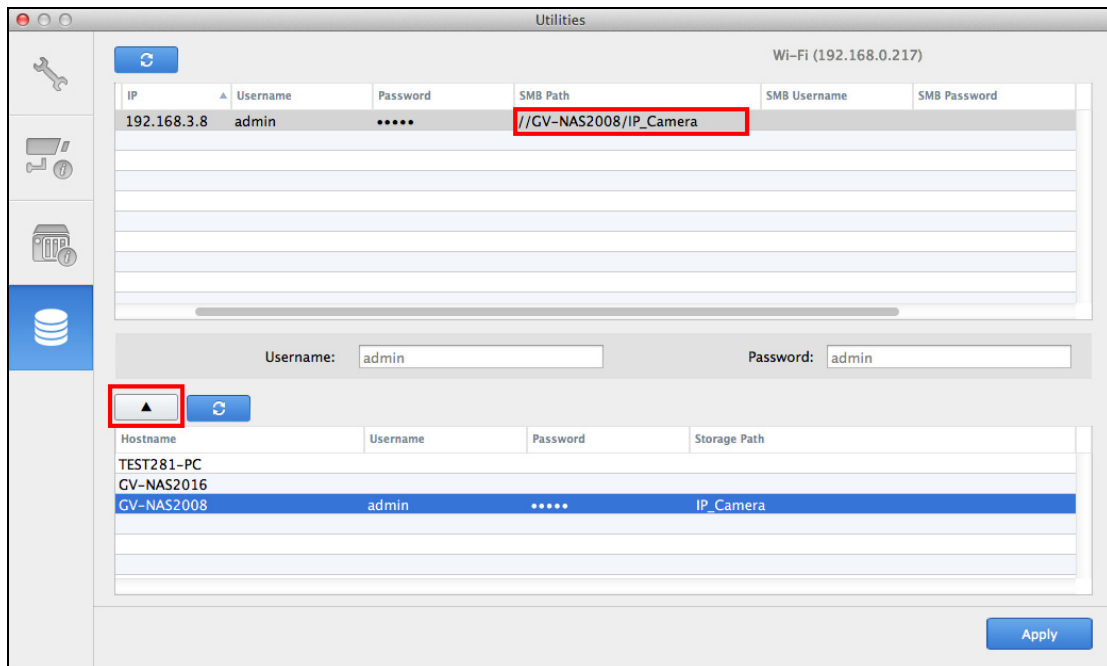 Utilities
Wi-Fi (192.168.0.217)
IP Username Password SMB Path SMB Username SMB Password
192.168.3.8 admin ••••• //GV-NAS2008/IP_Camera
Username: admin Password: admin
Hostname Username Password Storage Path
TEST281-PC
GV-NAS2016
GV-NAS2008 admin ••••• IP_Camera
Apply